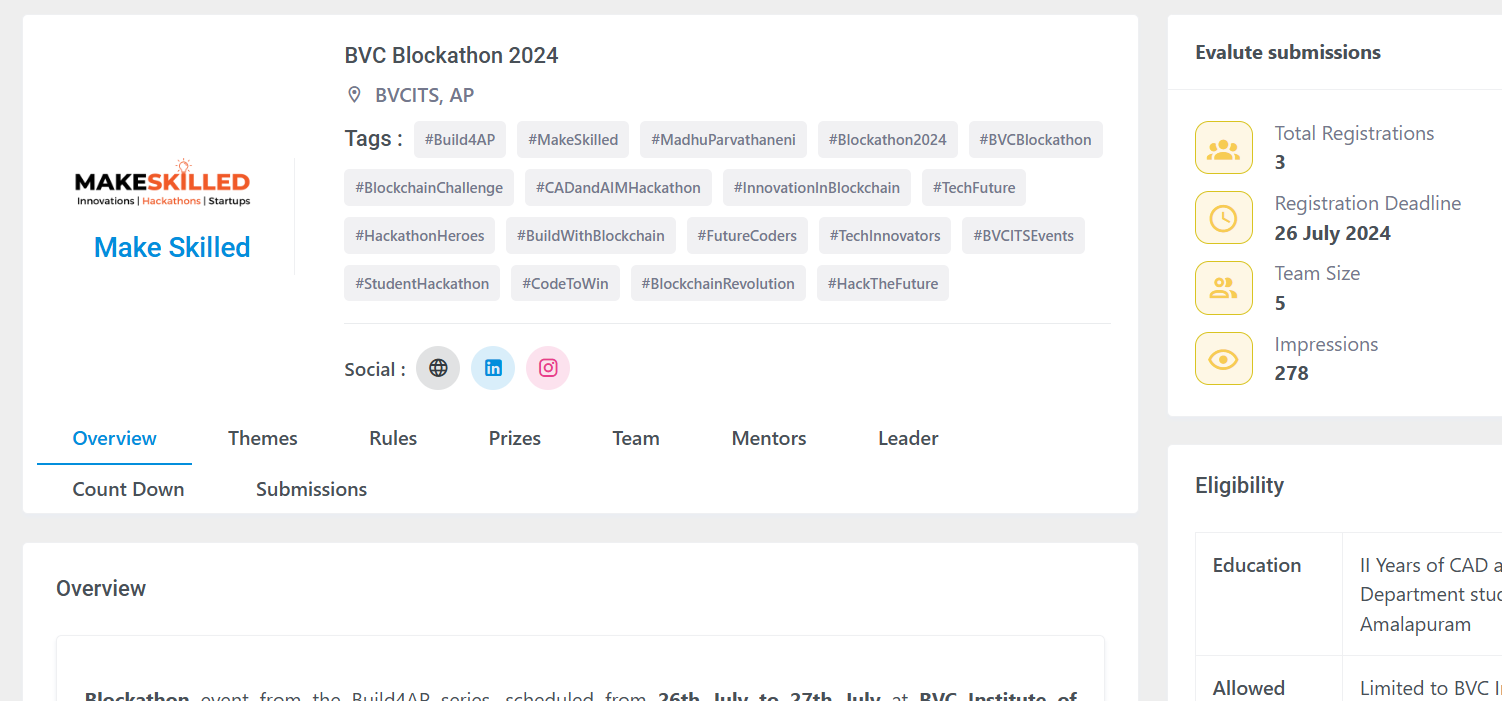 BVC Blockathon 2024
BVCITS, AP
Tags : #Build4AP #MakeSkilled #MadhuParvathaneni #Blockathon2024 #BVCBlockathon
#BlockchainChallenge #CADandAIMHackathon #InnovationInBlockchain #TechFuture
#HackathonHeroes #BuildWithBlockchain #FutureCoders #TechInnovators #BVCITSEvents
#StudentHackathon #CodeToWin #BlockchainRevolution #HackTheFuture
MAKESKILLED
Innovations | Hackathons | Startups
Make Skilled
Social :
Overview Themes Rules Prizes Team Mentors Leader
Count Down Submissions
Overview
Blockathon event from the Build4AP series, scheduled from 26th July to 27th July at BVC Institute of
Evalute submissions
Total Registrations
3
Registration Deadline
26 July 2024
Team Size
5
Impressions
278
Eligibility
Education II Years of CAD a
Department stu
Amalapuram
Allowed Limited to BVC I